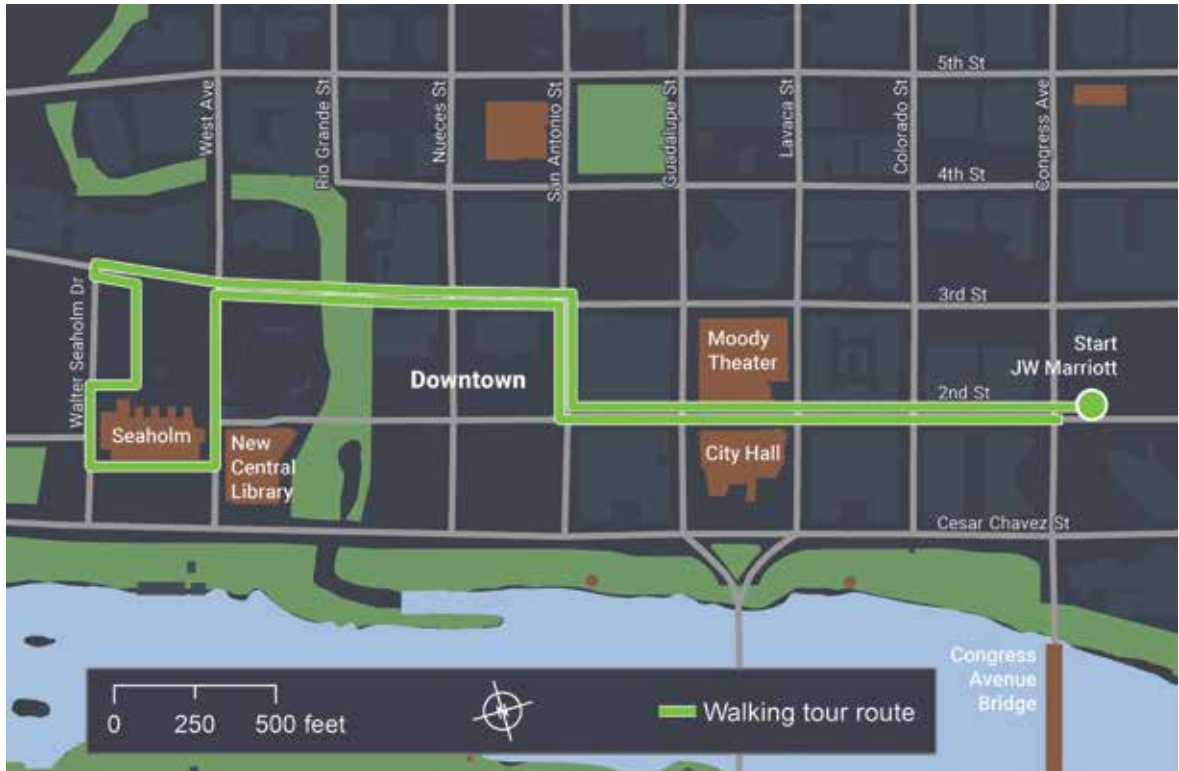 5th St
West Ave
Rio Grande St
Nueces St
San Antonio St
Guadalupe St
Lavaca St
Colorado St
Congress Ave
4th St
Walter Seaholm Dr
3rd St
Moody
Theater
Start
JW Marriott
Downtown
2nd St
Seaholm
New
Central
Library
City Hall
Cesar Chavez St
Congress
Avenue
Bridge
0 250 500 feet
Walking tour route